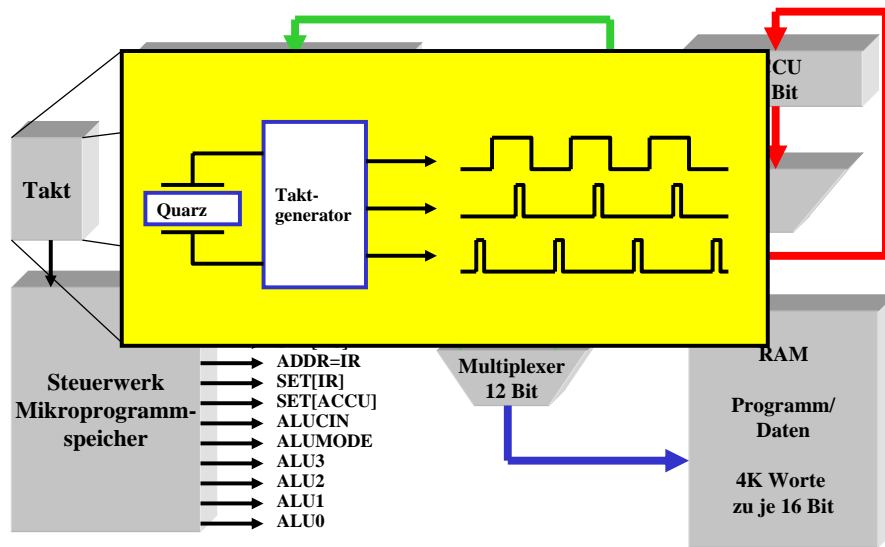 CCU
Bit
Takt
Quarz
Takt-
generator
ADDR=IR
SET[IR]
SET[ACCU]
ALUCIN
ALUMODE
ALU3
ALU2
ALU1
ALU0
Steuerwerk
Mikroprogramm-
speicher
Multiplexer
12 Bit
RAM
Programm/
Daten
4K Worte
zu je 16 Bit